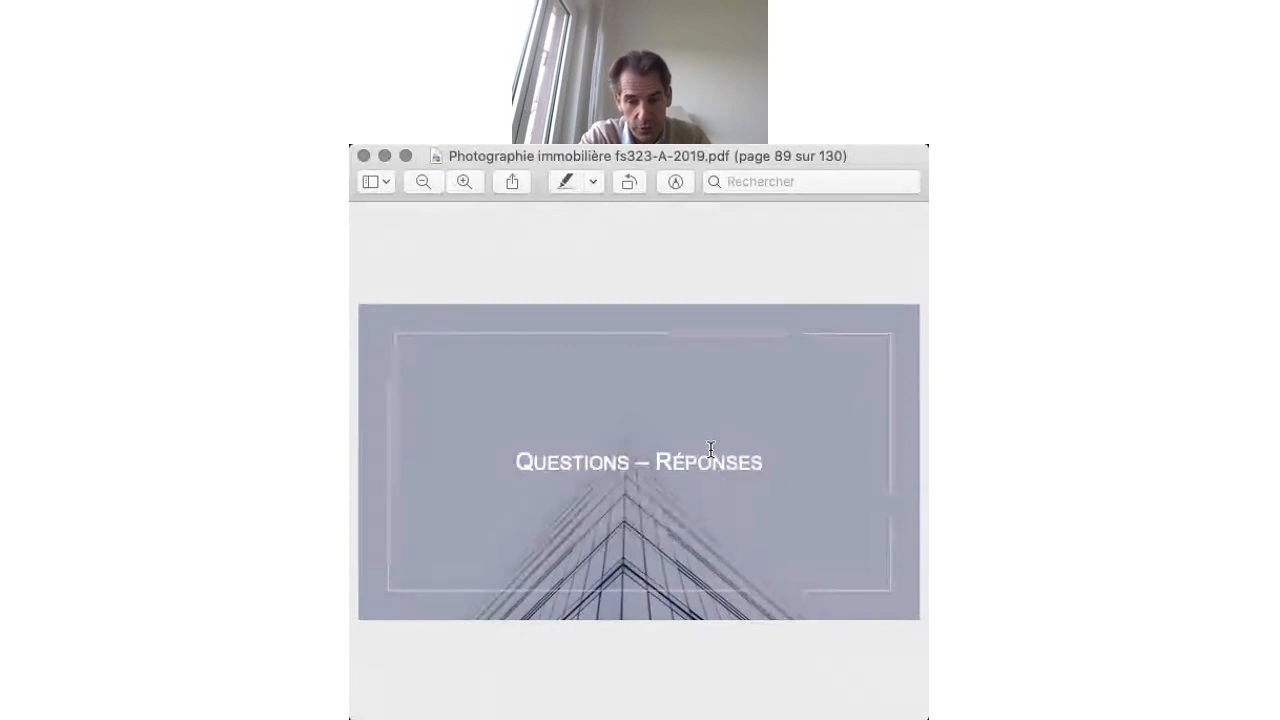 Photographie immobilière fs323-A-2019.pdf (page 89 sur 130)
Rechercher
QUESTIONS – RÉPONSES